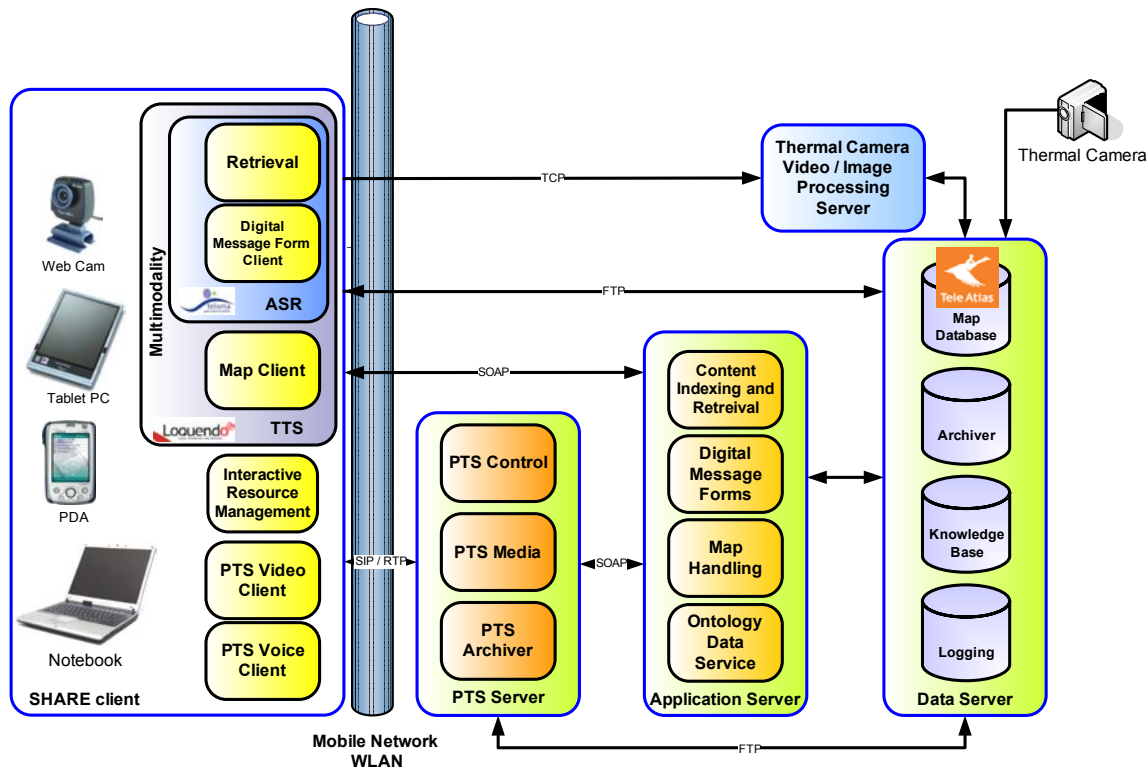 Web Cam
Tablet PC
PDA
Notebook
SHARE client
Multimodality
Retrieval
Digital
Message Form
Client
telisma
ASR
Map Client
Loquendo
TTS
Interactive
Resource
Management
PTS Video
Client
PTS Voice
Client
Mobile Network
WLAN
TCP
FTP
SOAP
SIP / RTP
PTS Control
PTS Media
PTS
Archiver
PTS Server
SOAP
Content
Indexing and
Retreival
Digital
Message
Forms
Map
Handling
Ontology
Data
Service
Application Server
Thermal Camera
Video / Image
Processing
Server
Thermal Camera
Tele Atlas
Map
Database
Archiver
Knowledge
Base
Logging
Data Server
FTP